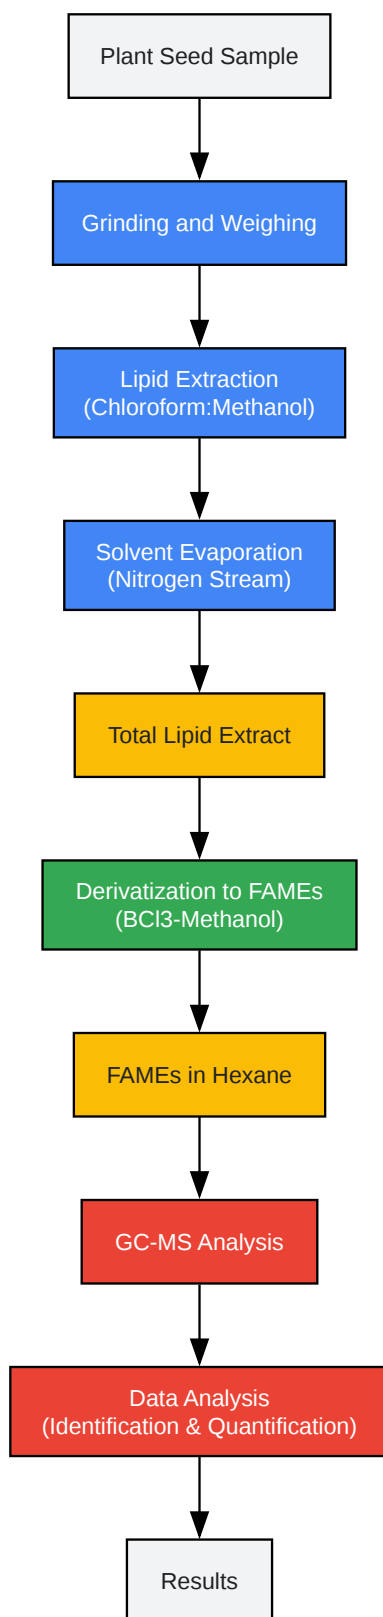 Plant Seed Sample
Grinding and Weighing
Lipid Extraction
(Chloroform:Methanol)
Solvent Evaporation
(Nitrogen Stream)
Total Lipid Extract
Derivatization to FAMEs
(BCl3-Methanol)
FAMEs in Hexane
GC-MS Analysis
Data Analysis
(Identification & Quantification)
Results